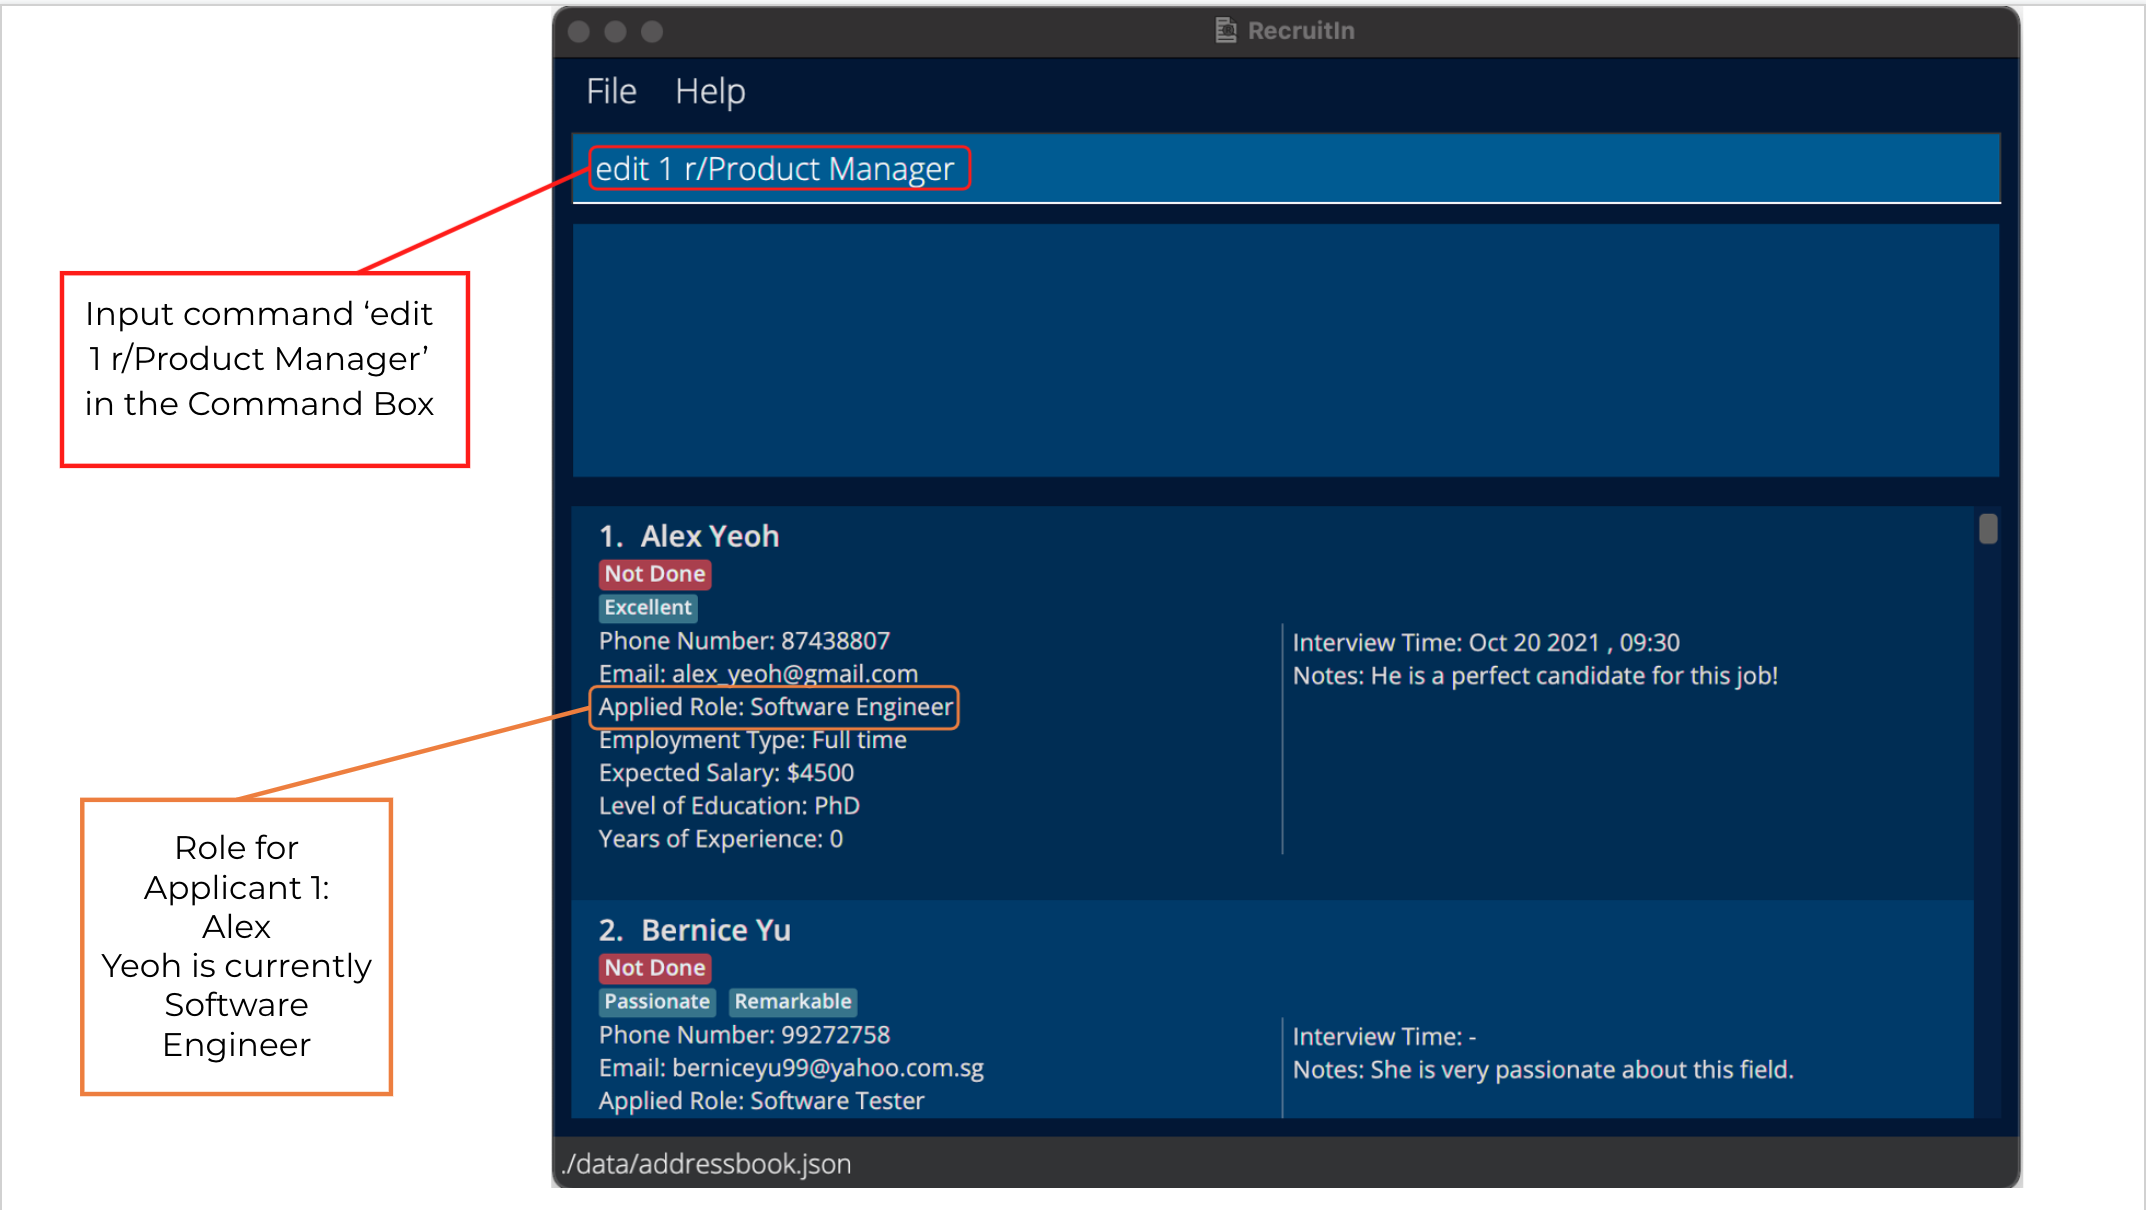 RecruitIn
File Help
edit 1 r/Product Manager
Input command ‘edit
1 r/Product Manager’
in the Command Box
1. Alex Yeoh
Not Done
Excellent
Phone Number: 87438807
Email: alex_yeoh@gmail.com
Applied Role: Software Engineer
Employment Type: Full time
Expected Salary: $4500
Level of Education: PhD
Years of Experience: 0
Interview Time: Oct 20 2021 , 09:30
Notes: He is a perfect candidate for this job!
Role for
Applicant 1:
Alex
Yeoh is currently
Software
Engineer
2. Bernice Yu
Not Done
Passionate Remarkable
Phone Number: 99272758
Email: berniceyu99@yahoo.com.sg
Applied Role: Software Tester
Interview Time: -
Notes: She is very passionate about this field.
./data/addressbook.json